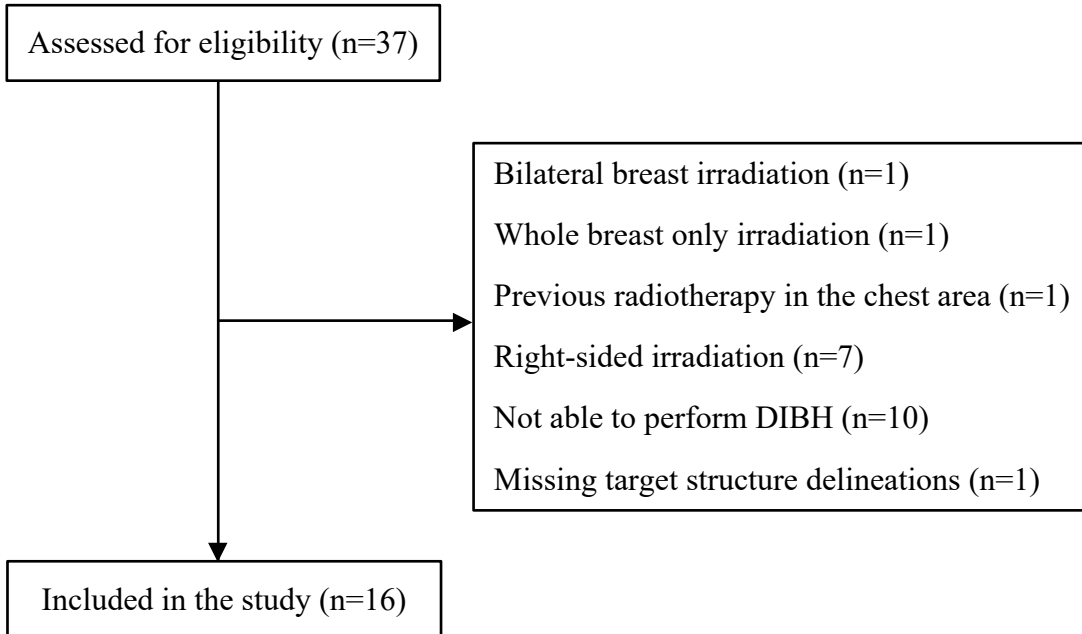 Assessed for eligibility (n=37)
Bilateral breast irradiation (n=1)
Whole breast only irradiation (n=1)
Previous radiotherapy in the chest area (n=1)
Right-sided irradiation (n=7)
Not able to perform DIBH (n=10)
Missing target structure delineations (n=1)
Included in the study (n=16)